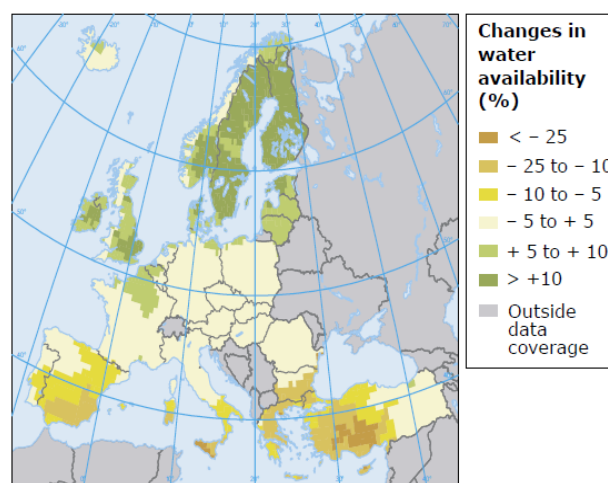 Changes in
water
availability
(%)
< – 25
– 25 to – 10
– 10 to – 5
– 5 to + 5
+ 5 to + 10
> +10
Outside
data
coverage